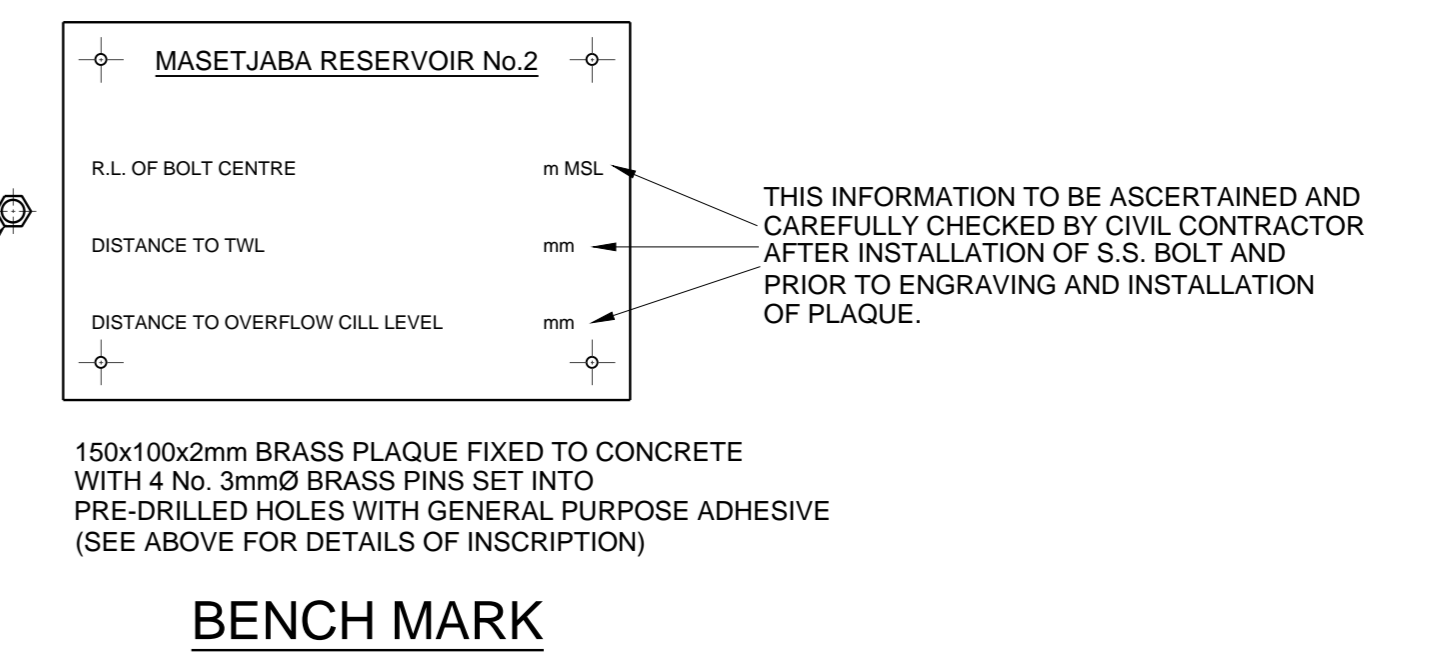 MASETJABA RESERVOIR No.2
R.L. OF BOLT CENTRE m MSL
DISTANCE TO TWL mm
DISTANCE TO OVERFLOW CILL LEVEL mm
THIS INFORMATION TO BE ASCERTAINED AND
CAREFULLY CHECKED BY CIVIL CONTRACTOR
AFTER INSTALLATION OF S.S. BOLT AND
PRIOR TO ENGRAVING AND INSTALLATION
OF PLAQUE.
150x100x2mm BRASS PLAQUE FIXED TO CONCRETE
WITH 4 No. 3mmØ BRASS PINS SET INTO
PRE-DRILLED HOLES WITH GENERAL PURPOSE ADHESIVE
(SEE ABOVE FOR DETAILS OF INSCRIPTION)
BENCH MARK